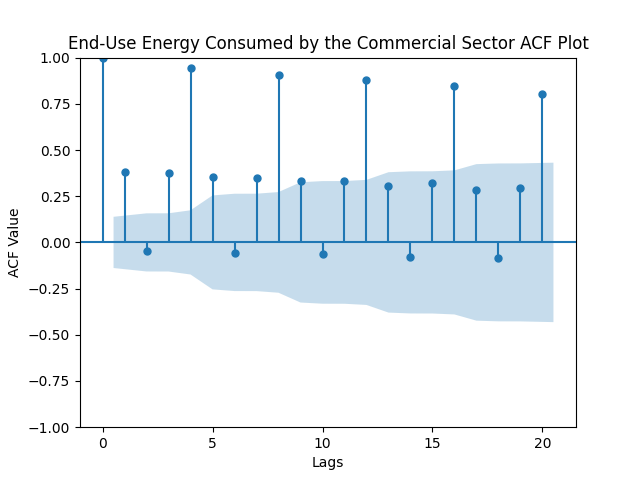 End-Use Energy Consumed by the Commercial Sector ACF Plot
1.00
0.75
0.50
0.25
0.00
−0.25
−0.50
−0.75
−1.00
ACF Value
0 5 10 15 20
Lags